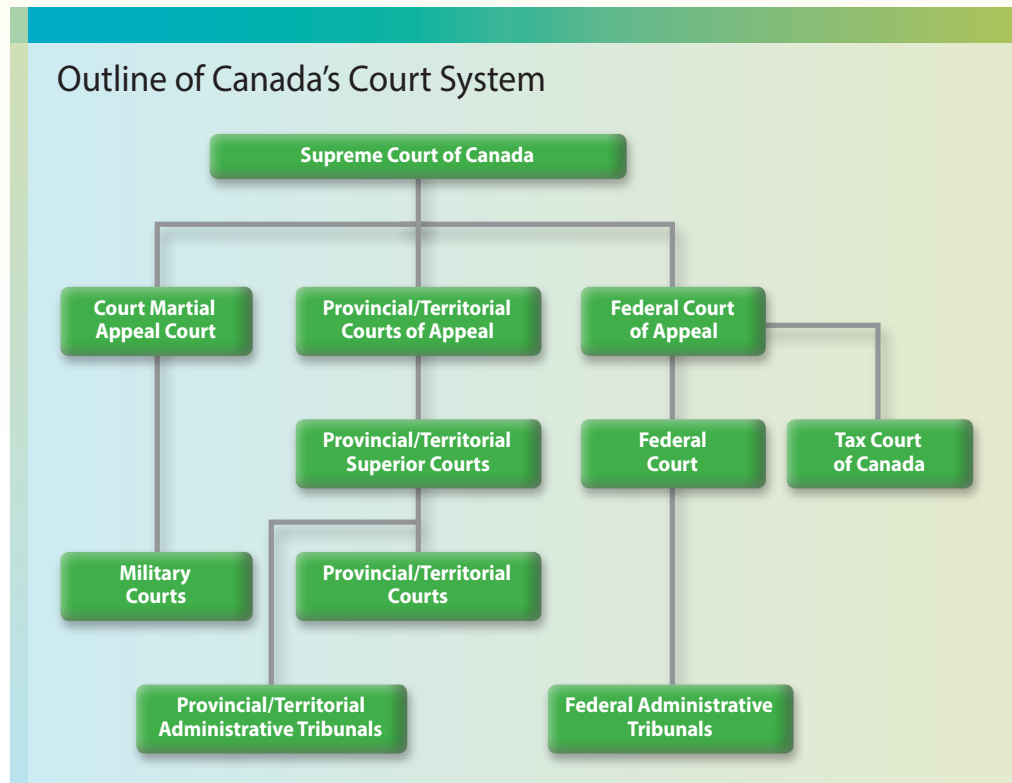 Outline of Canada's Court System
Supreme Court of Canada
Court Martial
Appeal Court
Provincial/Territorial
Courts of Appeal
Federal Court
of Appeal
Provincial/Territorial
Superior Courts
Federal
Court
Tax Court
of Canada
Military
Courts
Provincial/Territorial
Courts
Provincial/Territorial
Administrative Tribunals
Federal Administrative
Tribunals